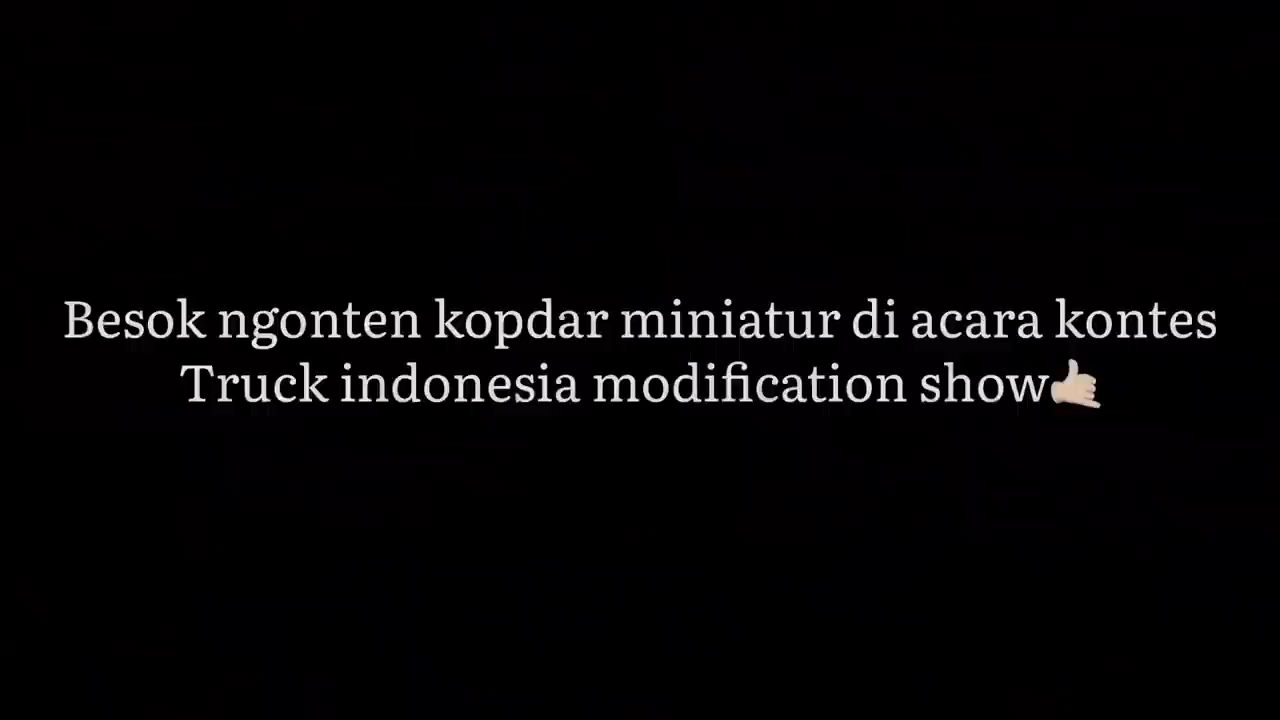 Besok ngonten kopdar miniatur di acara kontes
Truck indonesia modification show🤙🏻